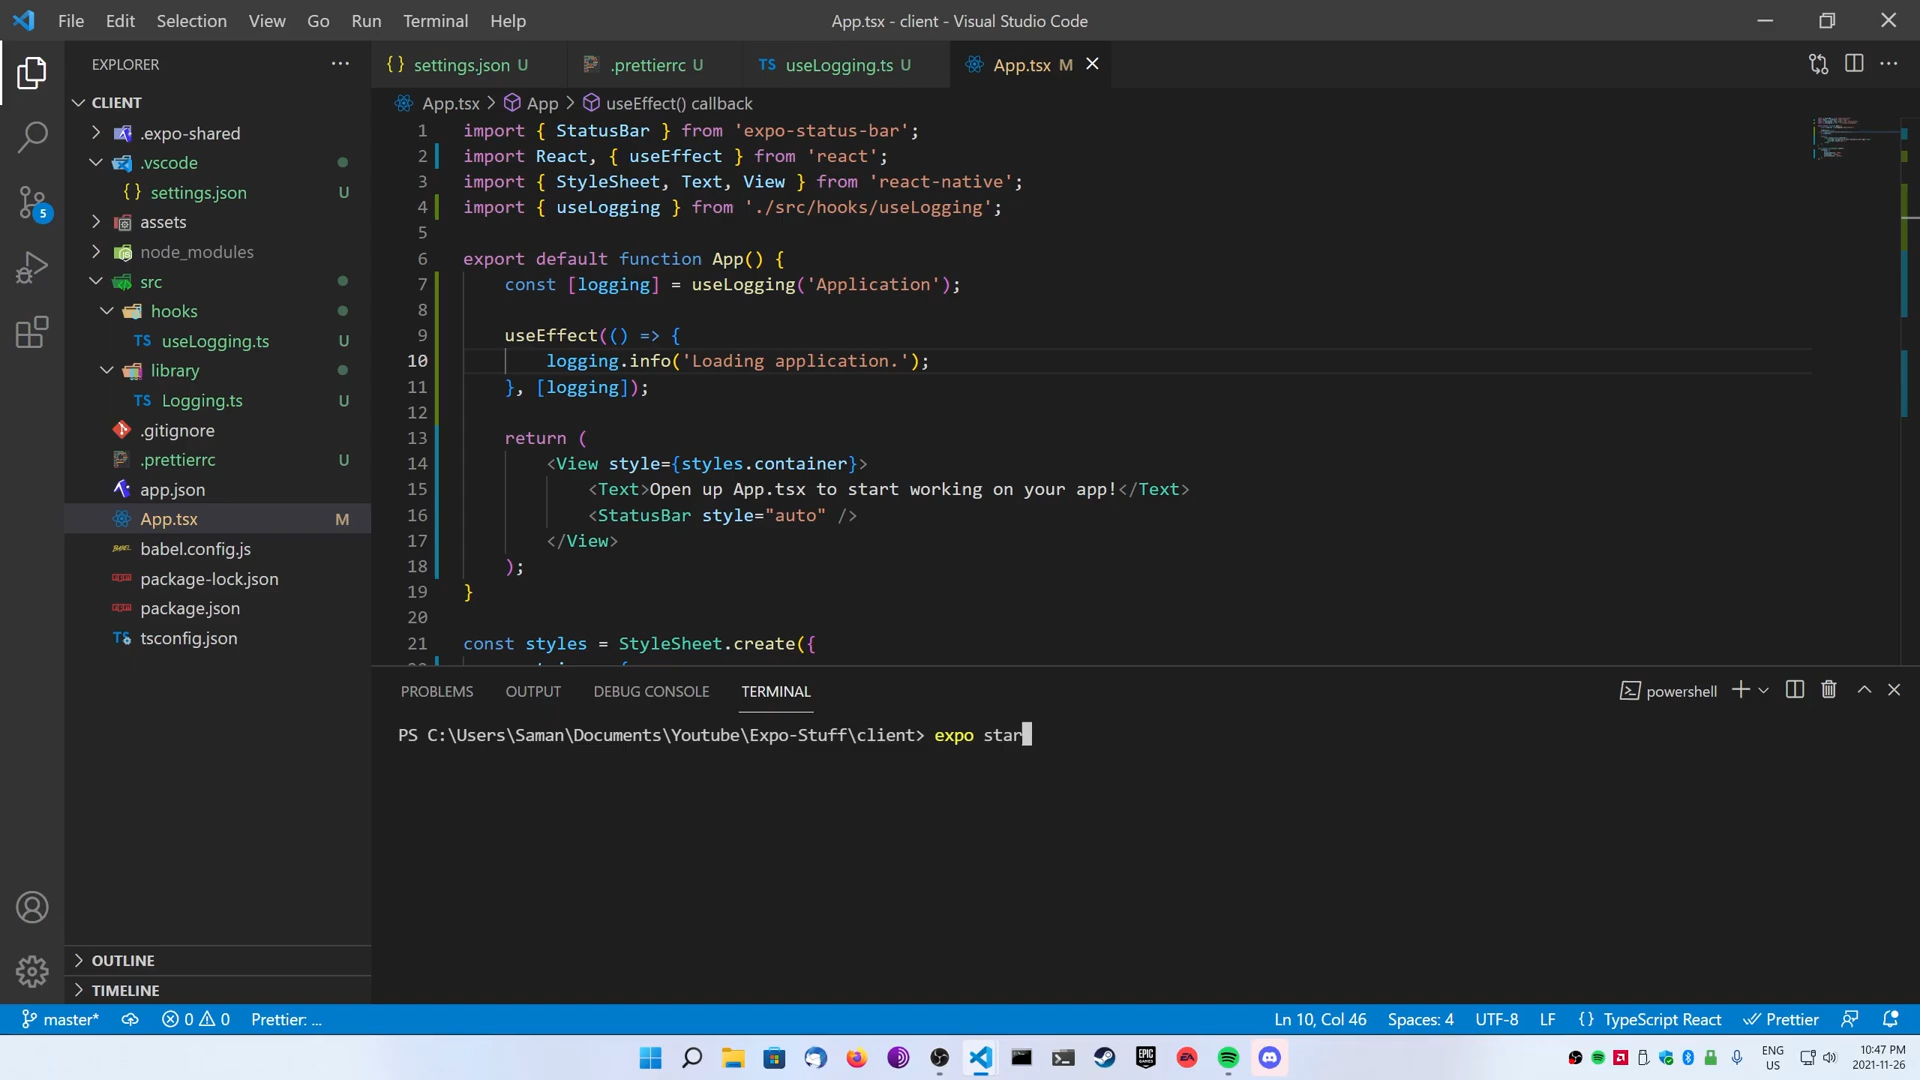 File Edit Selection View Go Run Terminal Help
App.tsx - client - Visual Studio Code
EXPLORER
settings.json U
.prettierrc U
TS useLogging.ts U
App.tsx M
CLIENT
.expo-shared
.vscode
{} settings.json U
assets
node_modules
src
hooks
TS useLogging.ts U
library
TS Logging.ts U
.gitignore
.prettierrc U
app.json
App.tsx M
babel.config.js
package-lock.json
package.json
tsconfig.json
5
App.tsx > App > useEffect() callback
1 import { StatusBar } from 'expo-status-bar';
2 import React, { useEffect } from 'react';
3 import { StyleSheet, Text, View } from 'react-native';
4 import { useLogging } from './src/hooks/useLogging';
5
6 export default function App() {
7 const [logging] = useLogging('Application');
8
9 useEffect(() => {
10 logging.info('Loading application.');
11 }, [logging]);
12
13 return (
14 <View style={styles.container}>
15 <Text>Open up App.tsx to start working on your app!</Text>
16 <StatusBar style="auto" />
17 </View>
18 );
19 }
20
21 const styles = StyleSheet.create({
PROBLEMS OUTPUT DEBUG CONSOLE TERMINAL
powershell
PS C:\Users\Saman\Documents\Youtube\Expo-Stuff\client> expo star
OUTLINE
TIMELINE
master* 0 0 Prettier: ...
Ln 10, Col 46 Spaces: 4 UTF-8 LF {} TypeScript React Prettier
EPIC GAMES
EA
ENG
US
10:47 PM
2021-11-26